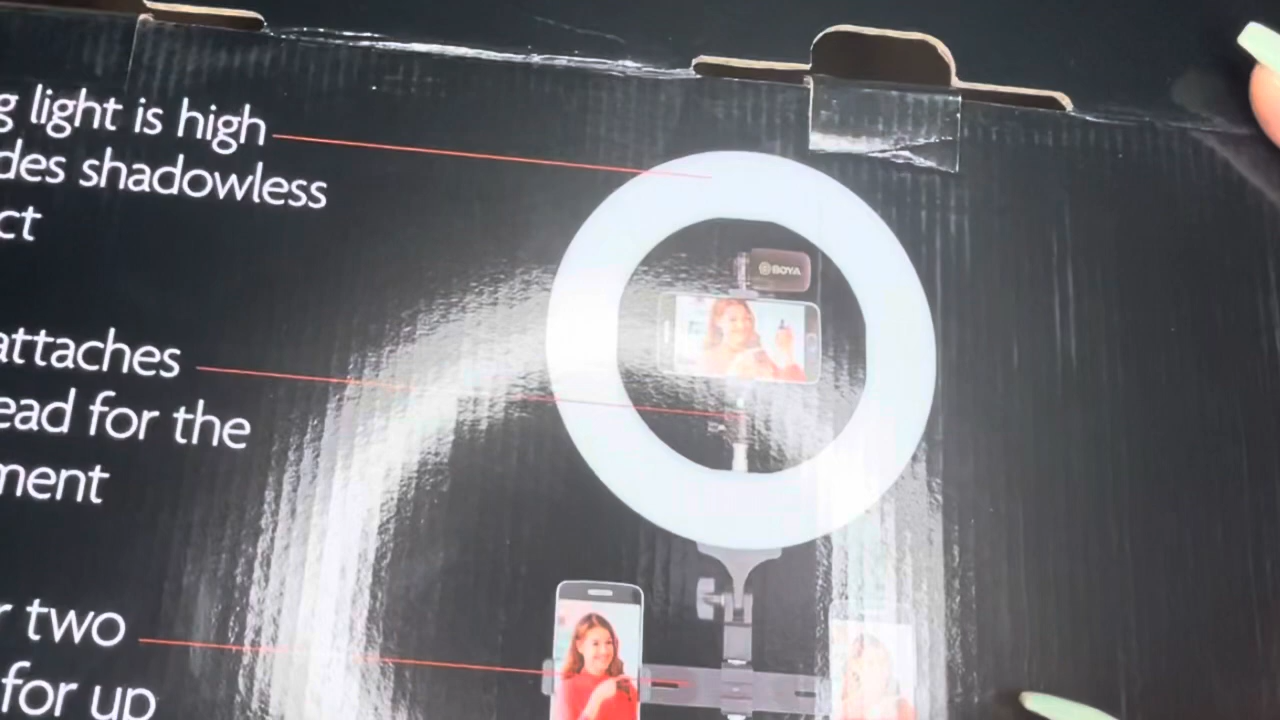 g light is high
des shadowless
ct
BOYA
attaches
ead for the
ment
r two
for up